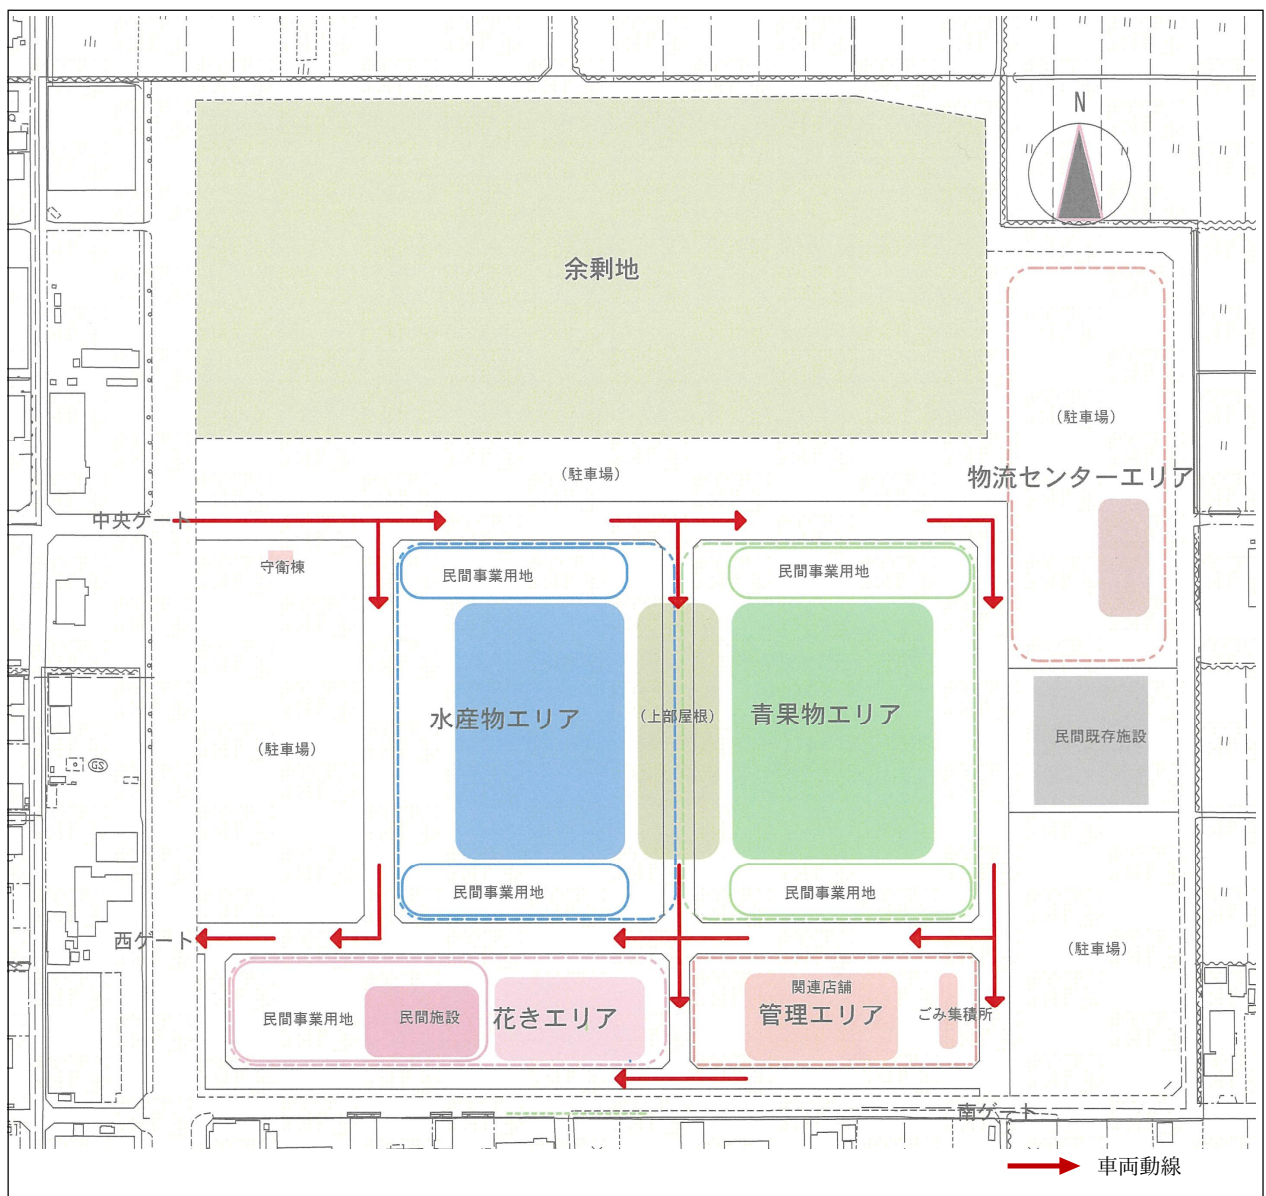 N
余剰地
（駐車場）
（駐車場）
物流センターエリア
中央ゲート
守衛棟
民間事業用地
民間事業用地
水産物エリア
（上部屋根）
青果物エリア
（駐車場）
民間既存施設
GS
民間事業用地
民間事業用地
西ゲート
（駐車場）
関連店舗
民間事業用地
民間施設
花きエリア
管理エリア
ごみ集積所
南ゲート
車両動線